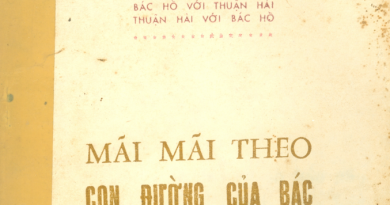 BÁC HỒ VỚI THUẬN HẢI
THUẬN HẢI VỚI BÁC HỒ
MÃI MÃI THEO
CON ĐƯỜNG CỦA BÁC